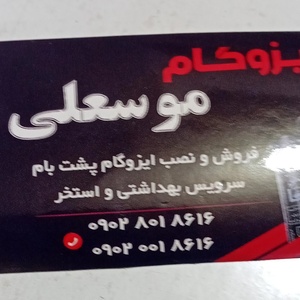 ایزوگام
موسعلی
فروش و نصب ایزوگام پشت بام
سرویس بهداشتی و استخر
۰۹۰۲ ۸۰۱ ۸۶۱۶
۰۹۰۲ ۰۰۱ ۸۶۱۶